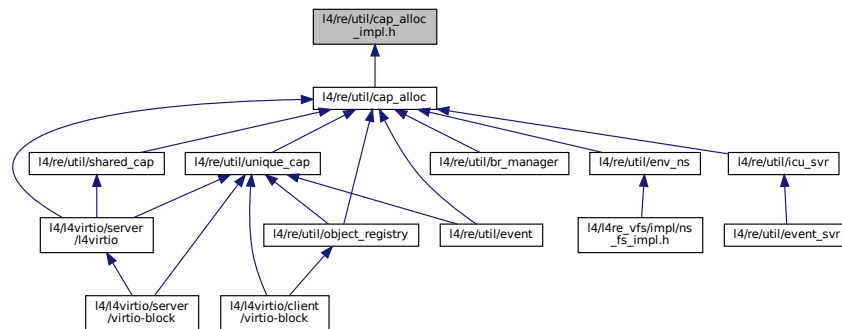 l4/re/util/cap_alloc
_impl.h
l4/re/util/cap_alloc
l4/re/util/shared_cap
l4/re/util/unique_cap
l4/re/util/br_manager
l4/re/util/env_ns
l4/re/util/icu_svr
l4/l4virtio/server
/l4virtio
l4/re/util/object_registry
l4/re/util/event
l4/l4re_vfs/impl/ns
_fs_impl.h
l4/re/util/event_svr
l4/l4virtio/server
/virtio-block
l4/l4virtio/client
/virtio-block